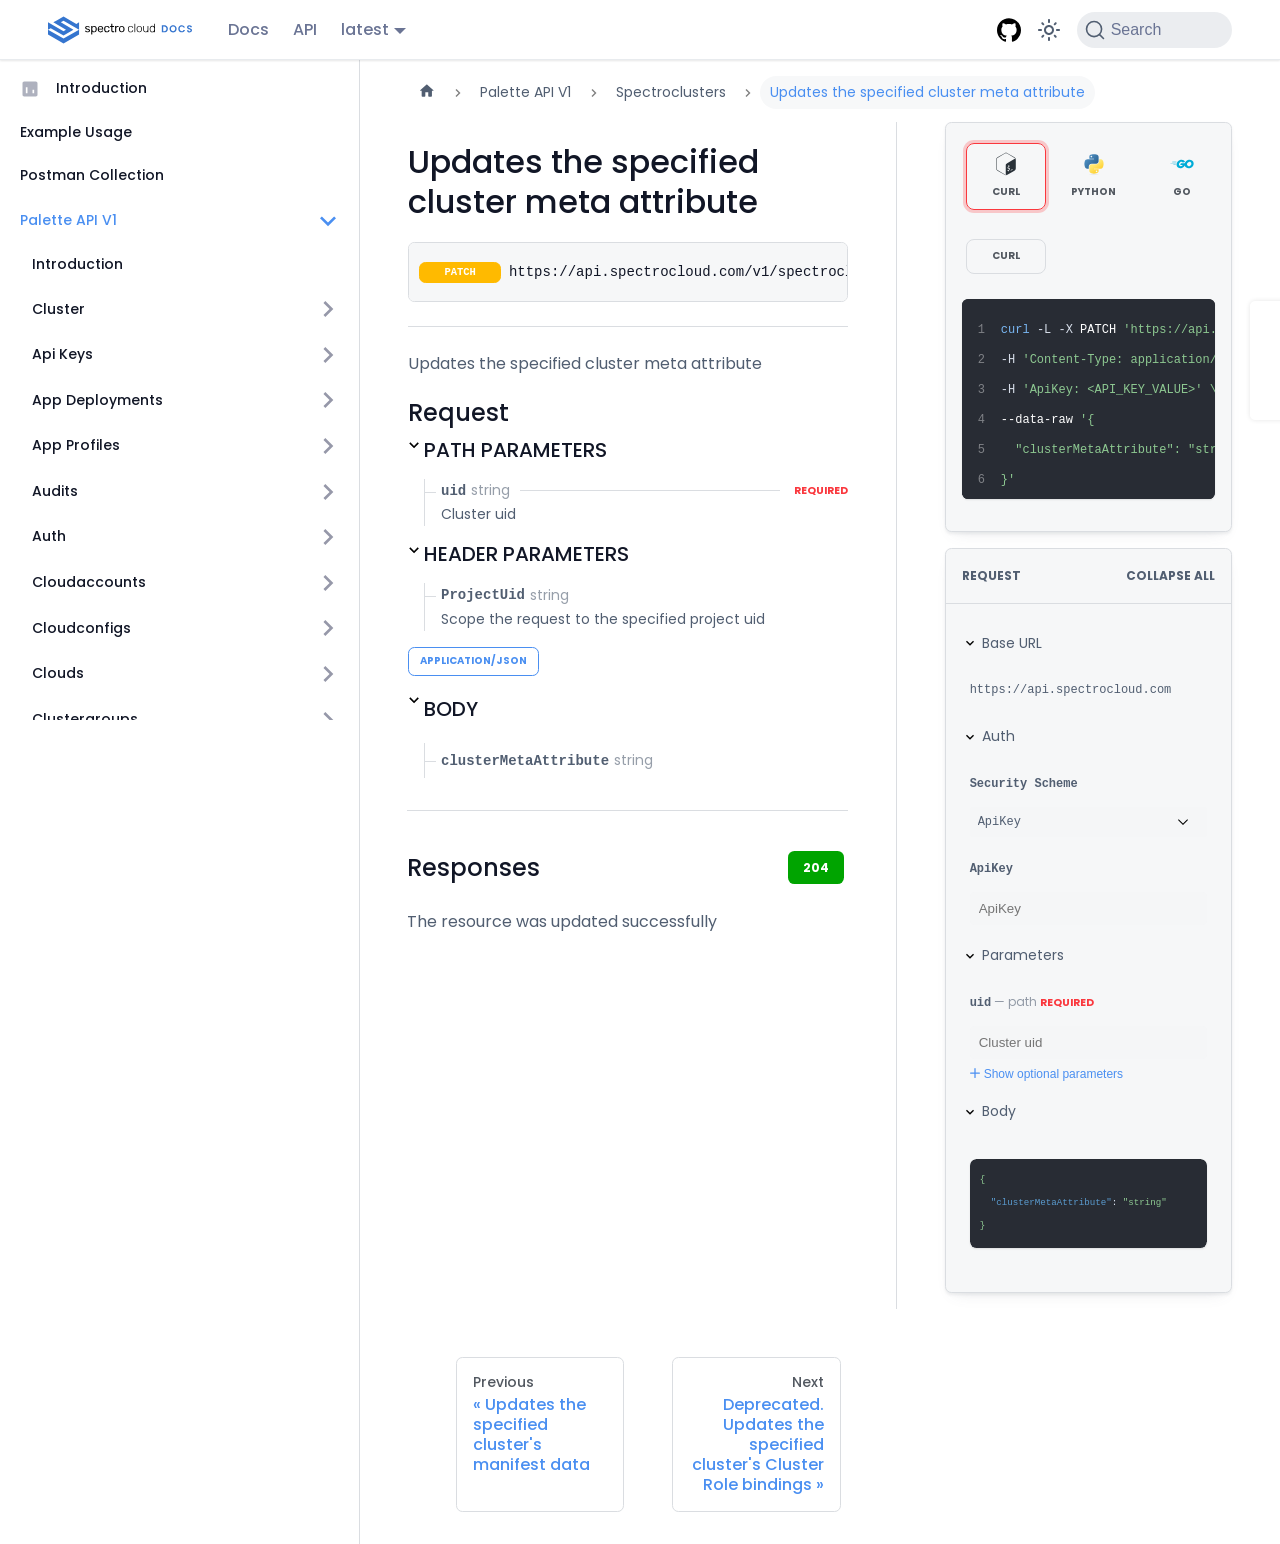 spectro cloud DOCS Docs API latest Search
Introduction
Example Usage
Postman Collection
Palette API V1
Introduction
Cluster
Api Keys
App Deployments
App Profiles
Audits
Auth
Cloudaccounts
Cloudconfigs
Clouds
Clustergroups
Palette API V1 Spectroclusters Updates the specified cluster meta attribute
Updates the specified
cluster meta attribute
PATCH https://api.spectrocloud.com/v1/spectrocl
Updates the specified cluster meta attribute
Request
PATH PARAMETERS
uid string REQUIRED
Cluster uid
HEADER PARAMETERS
ProjectUid string
Scope the request to the specified project uid
APPLICATION/JSON
BODY
clusterMetaAttribute string
Responses 204
The resource was updated successfully
CURL PYTHON GO
CURL
1 curl -L -X PATCH 'https://api.
2 -H 'Content-Type: application/
3 -H 'ApiKey: <API_KEY_VALUE>' \
4 --data-raw '{
5 "clusterMetaAttribute": "str
6 }'
REQUEST COLLAPSE ALL
Base URL
https://api.spectrocloud.com
Auth
Security Scheme
ApiKey
ApiKey
ApiKey
Parameters
uid — path REQUIRED
Cluster uid
Show optional parameters
Body
{
"clusterMetaAttribute": "string"
}
Previous
« Updates the
specified
cluster's
manifest data
Next
Deprecated.
Updates the
specified
cluster's Cluster
Role bindings »